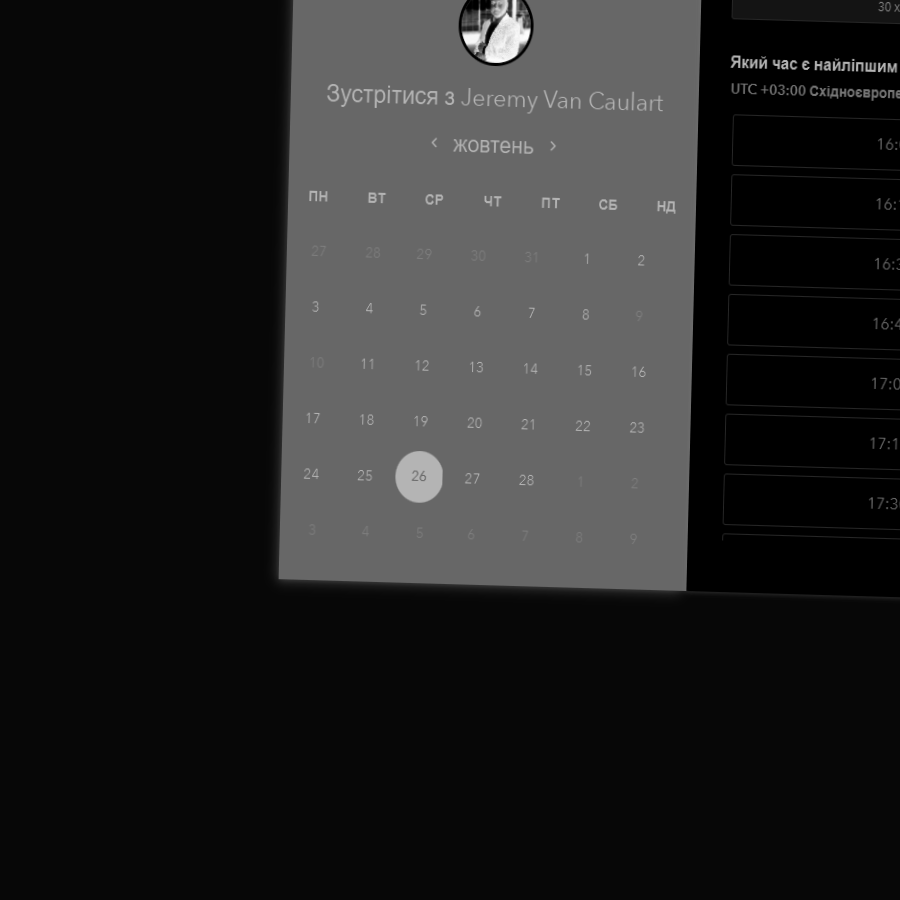 Зустрітися з Jeremy Van Caulart
‹ жовтень ›
ПН ВТ СР ЧТ ПТ СБ НД
27 28 29 30 31 1 2
3 4 5 6 7 8 9
10 11 12 13 14 15 16
17 18 19 20 21 22 23
24 25 26 27 28 1 2
3 4 5 6 7 8 9
30 х
Який час є найліпшим
UTC +03:00
16:
16:
16:3
16:4
17:0
17:1
17:3